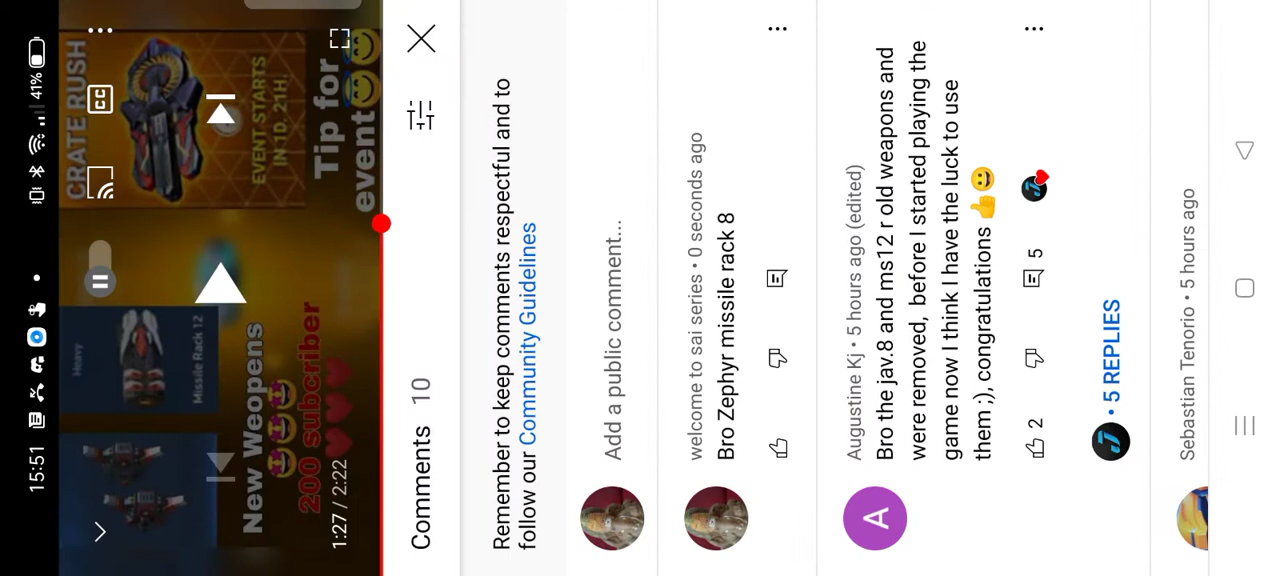 15:51
41%
CRATE RUSH
EVENT STARTS
IN 1D. 21H.
Tip for
event
Heavy
Missile Rack 12
New Weopens
200 subcriber
CC
1:27 / 2:22
Comments 10
Remember to keep comments respectful and to
follow our Community Guidelines
Add a public comment...
welcome to sai series • 0 seconds ago
Bro Zephyr missile rack 8
A
Augustine Kj • 5 hours ago (edited)
Bro the jav.8 and ms12 r old weapons and
were removed, before I started playing the
game now I think I have the luck to use
them ;), congratulations 👍😀
2
5
• 5 REPLIES
Sebastian Tenorio • 5 hours ago